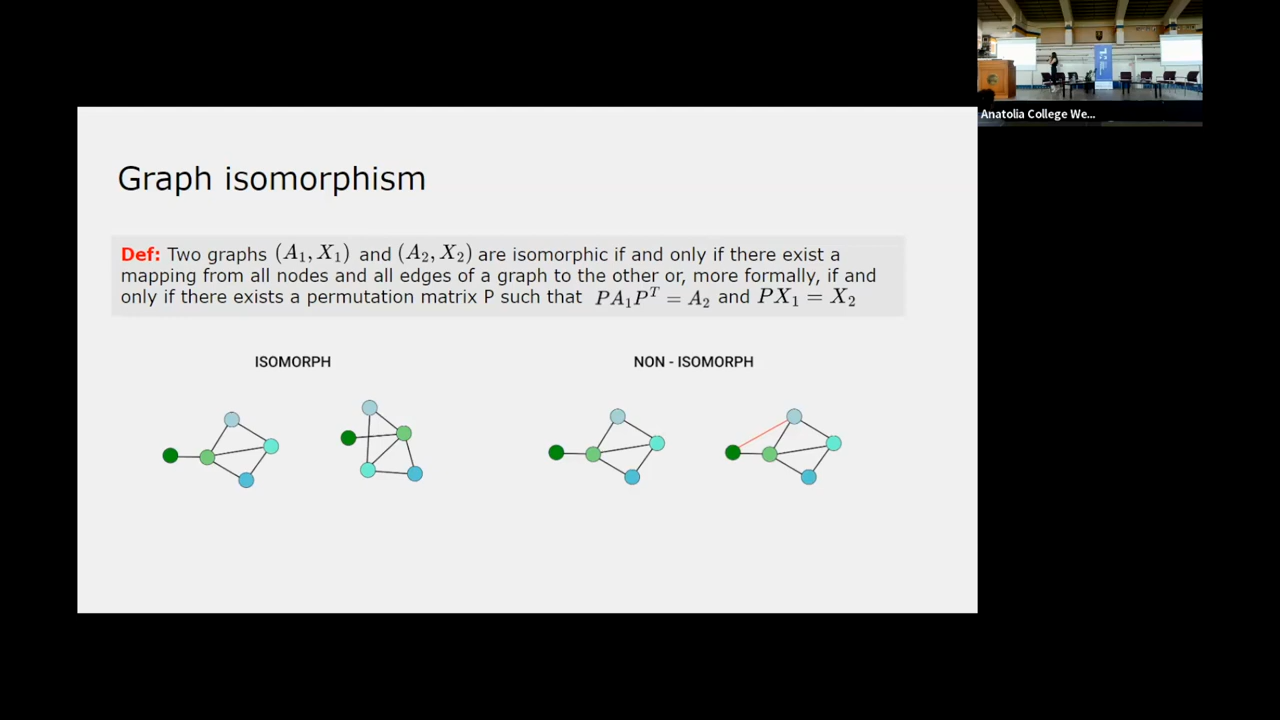 Anatolia College We...
Graph isomorphism
Def: Two graphs (A₁, X₁) and (A₂, X₂) are isomorphic if and only if there exist a
mapping from all nodes and all edges of a graph to the other or, more formally, if and
only if there exists a permutation matrix P such that PA₁Pᵀ = A₂ and PX₁ = X₂
ISOMORPH
NON - ISOMORPH